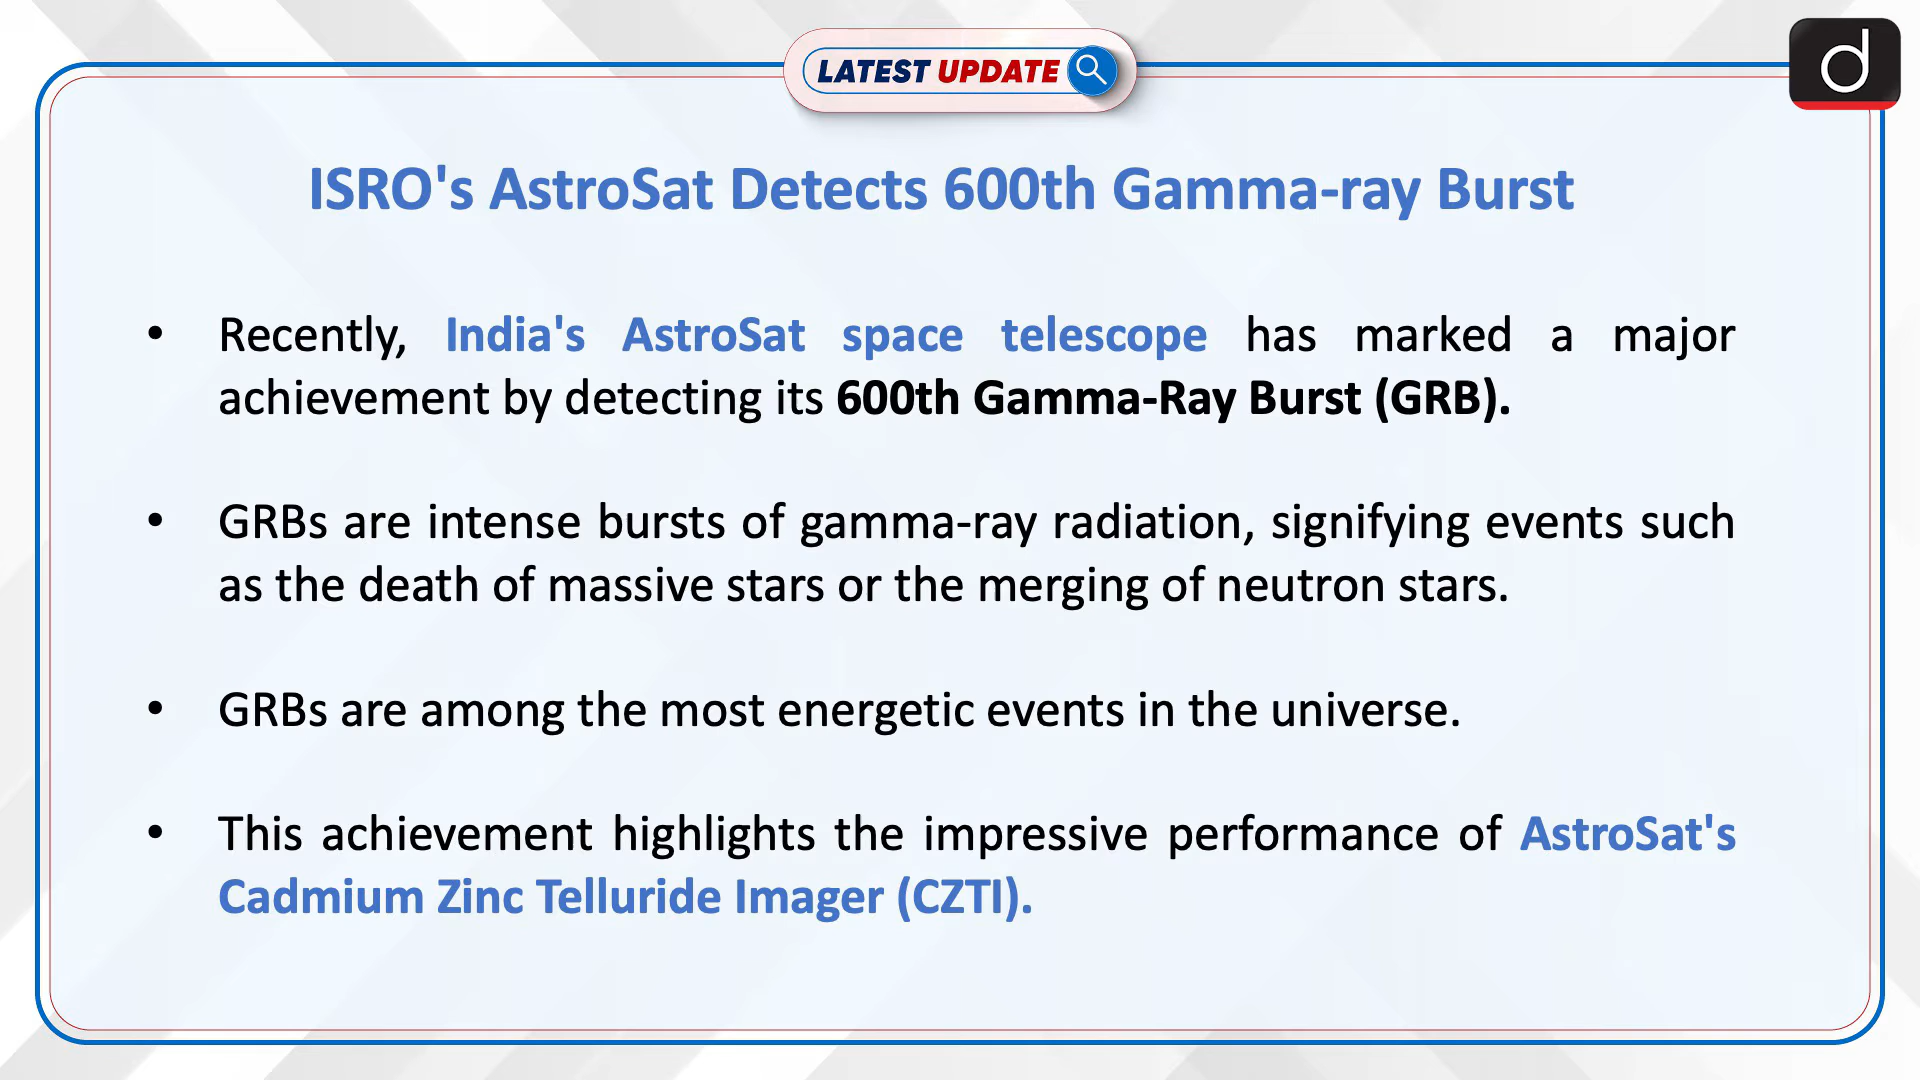 LATEST UPDATE
d
ISRO's AstroSat Detects 600th Gamma-ray Burst
• Recently, India's AstroSat space telescope has marked a major
achievement by detecting its 600th Gamma-Ray Burst (GRB).
• GRBs are intense bursts of gamma-ray radiation, signifying events such
as the death of massive stars or the merging of neutron stars.
• GRBs are among the most energetic events in the universe.
• This achievement highlights the impressive performance of AstroSat's
Cadmium Zinc Telluride Imager (CZTI).